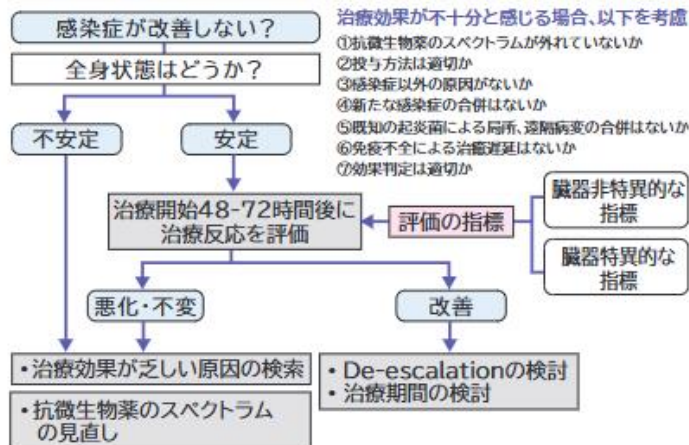 感染症が改善しない？
全身状態はどうか？
治療効果が不十分と感じる場合、以下を考慮
①抗微生物薬のスペクトラムが外れていないか
②投与方法は適切か
③感染症以外の原因がないか
④新たな感染症の合併はないか
⑤既知の起炎菌による局所、遠隔病変の合併はないか
⑥免疫不全による治癒遅延はないか
⑦効果判定は適切か
不安定
安定
治療開始48-72時間後に
治療反応を評価
評価の指標
臓器非特異的な
指標
臓器特異的な
指標
悪化・不変
改善
・治療効果が乏しい原因の検索
・抗微生物薬のスペクトラム
の見直し
・De-escalationの検討
・治療期間の検討